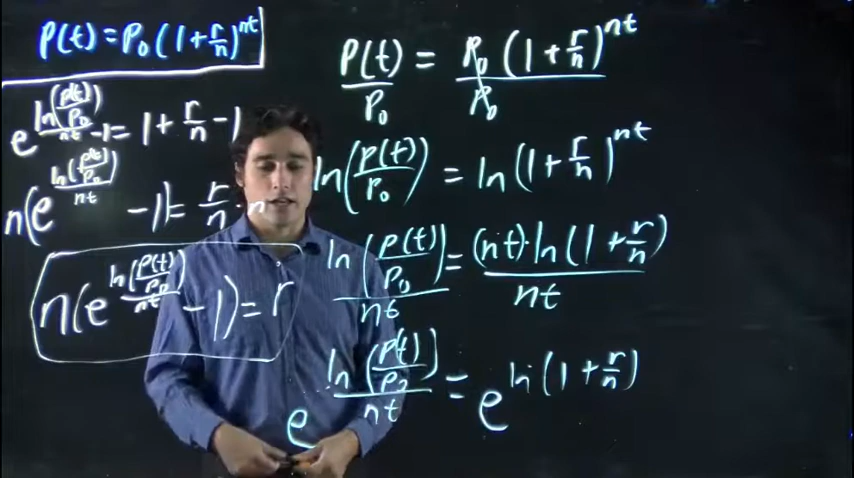 P(t) = P₀(1 + r/n)^(nt)
e^(ln(P(t)/P₀)/nt) - 1 = 1 + r/n - 1
n(e^(ln(P(t)/P₀)/nt) - 1) = r/n · n
n(e^(ln(P(t)/P₀)/nt) - 1) = r
P(t)/P₀ = P₀(1 + r/n)^(nt)/P₀
ln(P(t)/P₀) = ln(1 + r/n)^(nt)
ln(P(t)/P₀)/nt = (nt)·ln(1 + r/n)/nt
e^(ln(P(t)/P₀)/nt) = e^(ln(1 + r/n))